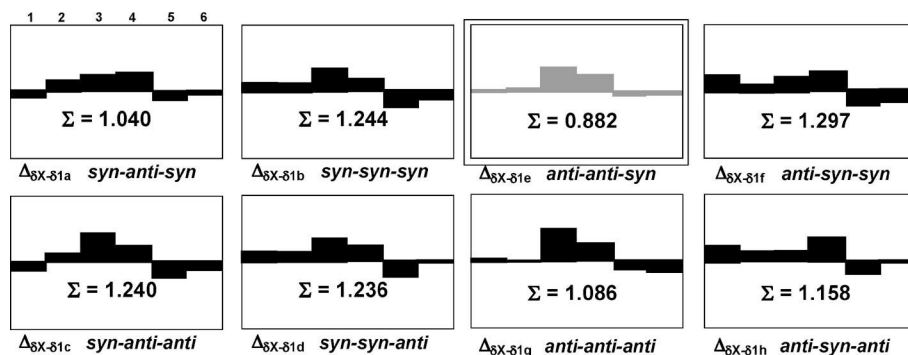 1 2 3 4 5 6
Σ = 1.040 Σ = 1.244 Σ = 0.882 Σ = 1.297
ΔδX-δ1a syn-anti-syn ΔδX-δ1b syn-syn-syn ΔδX-δ1e anti-anti-syn ΔδX-δ1f anti-syn-syn
Σ = 1.240 Σ = 1.236 Σ = 1.086 Σ = 1.158
ΔδX-δ1c syn-anti-anti ΔδX-δ1d syn-syn-anti ΔδX-δ1g anti-anti-anti ΔδX-δ1h anti-syn-anti